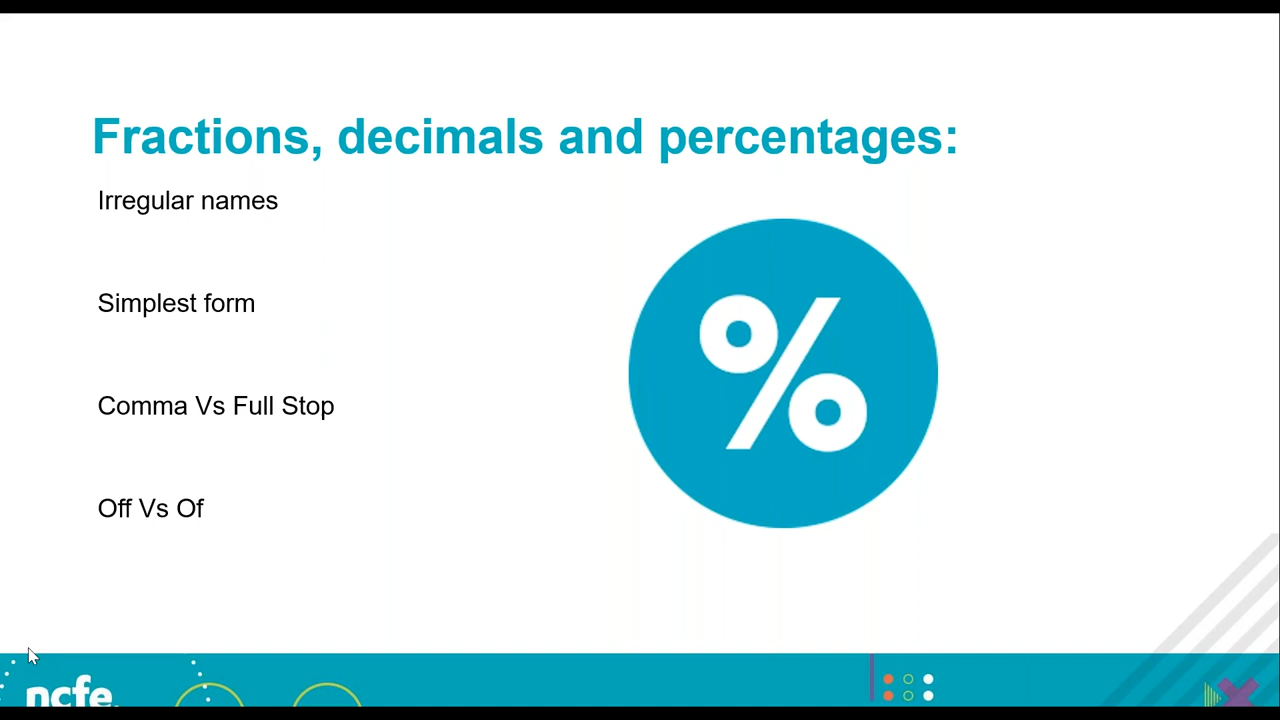 Fractions, decimals and percentages:
Irregular names
Simplest form
Comma Vs Full Stop
Off Vs Of
%
ncfe.